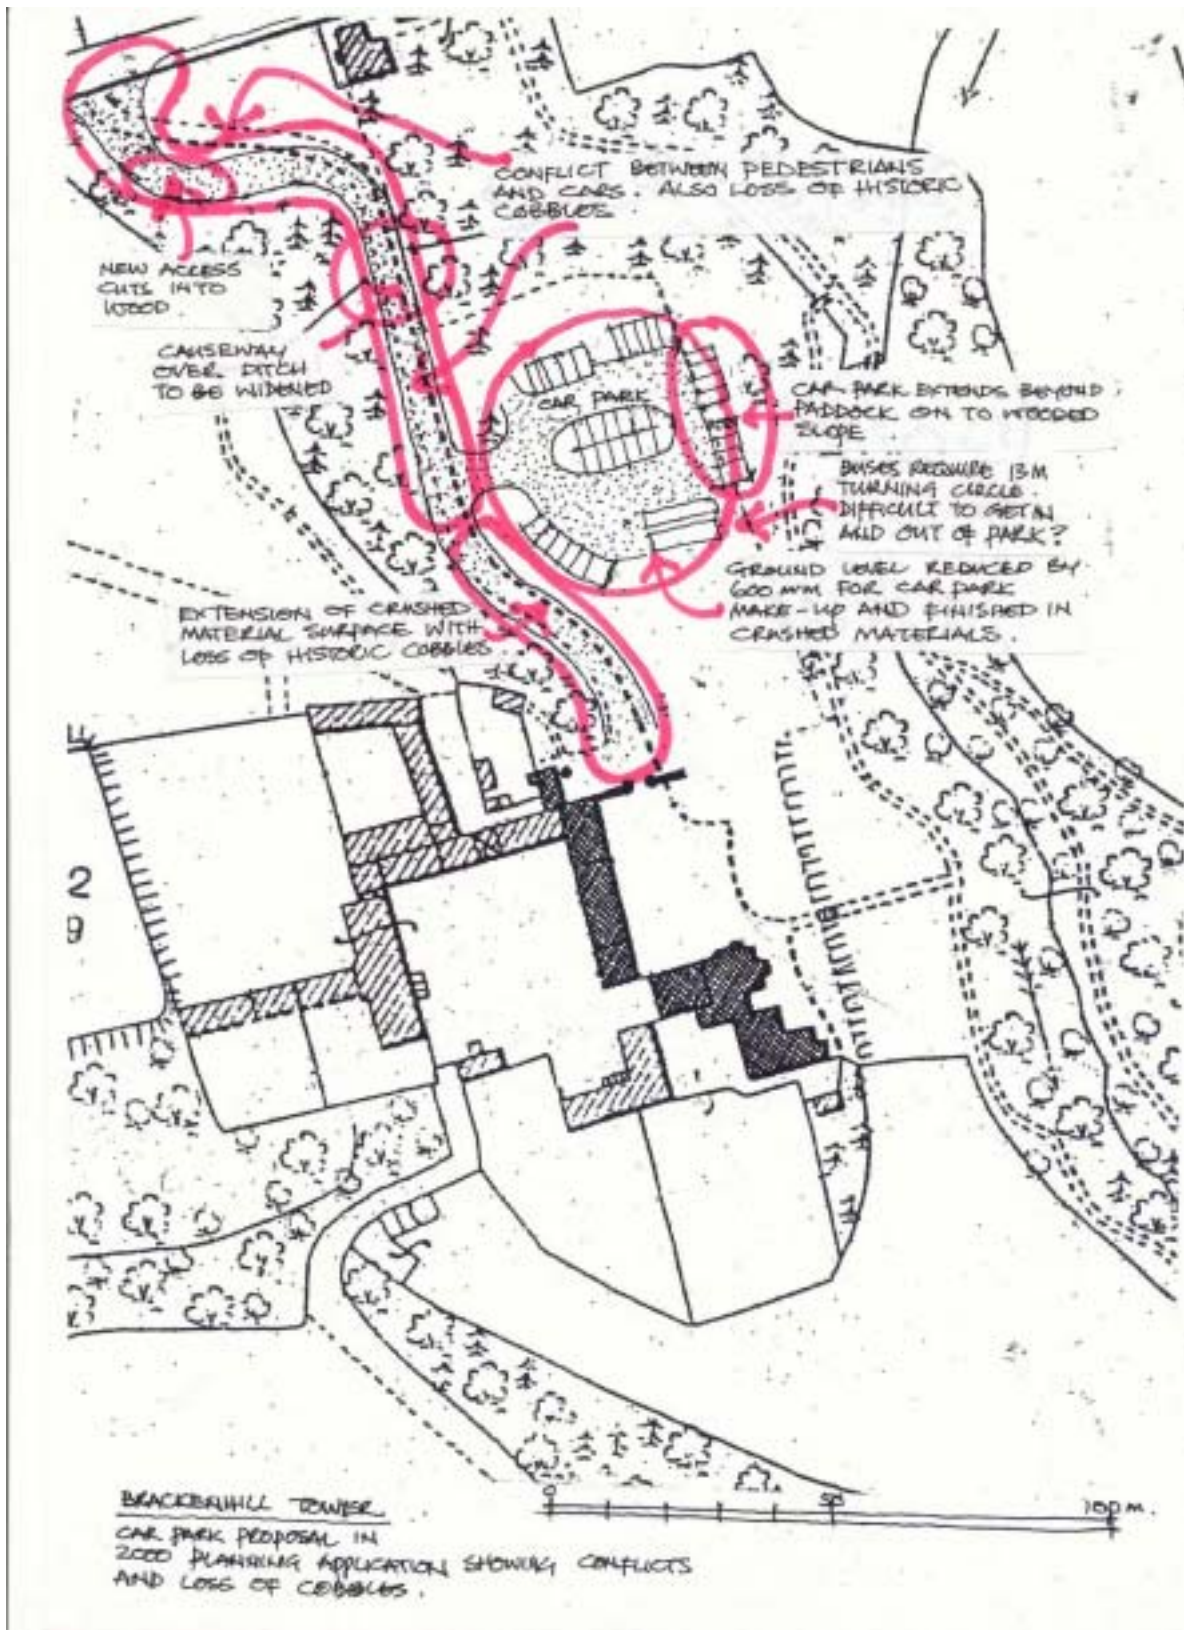 CONFLICT BETWEEN PEDESTRIANS
AND CARS. ALSO LOSS OF HISTORIC
COBBLES.
NEW ACCESS
CUTS INTO
WOOD
CAUSEWAY
OVER DITCH
TO BE WIDENED
CAR PARK
CAR PARK EXTENDS BEYOND
PADDOCK ON TO WOODED
SLOPE
BUSES REQUIRE 13M
TURNING CIRCLE.
DIFFICULT TO GET IN
AND OUT OF PARK?
GROUND LEVEL REDUCED BY
600 MM FOR CAR PARK
MAKE-UP AND FINISHED IN
CRUSHED MATERIALS.
EXTENSION OF CRUSHED
MATERIAL SURFACE WITH
LOSS OF HISTORIC COBBLES
4
2
9
0 50 100 m.
BRACKENHILL TOWER
CAR PARK PROPOSAL IN
2000 PLANNING APPLICATION SHOWING CONFLICTS
AND LOSS OF COBBLES.